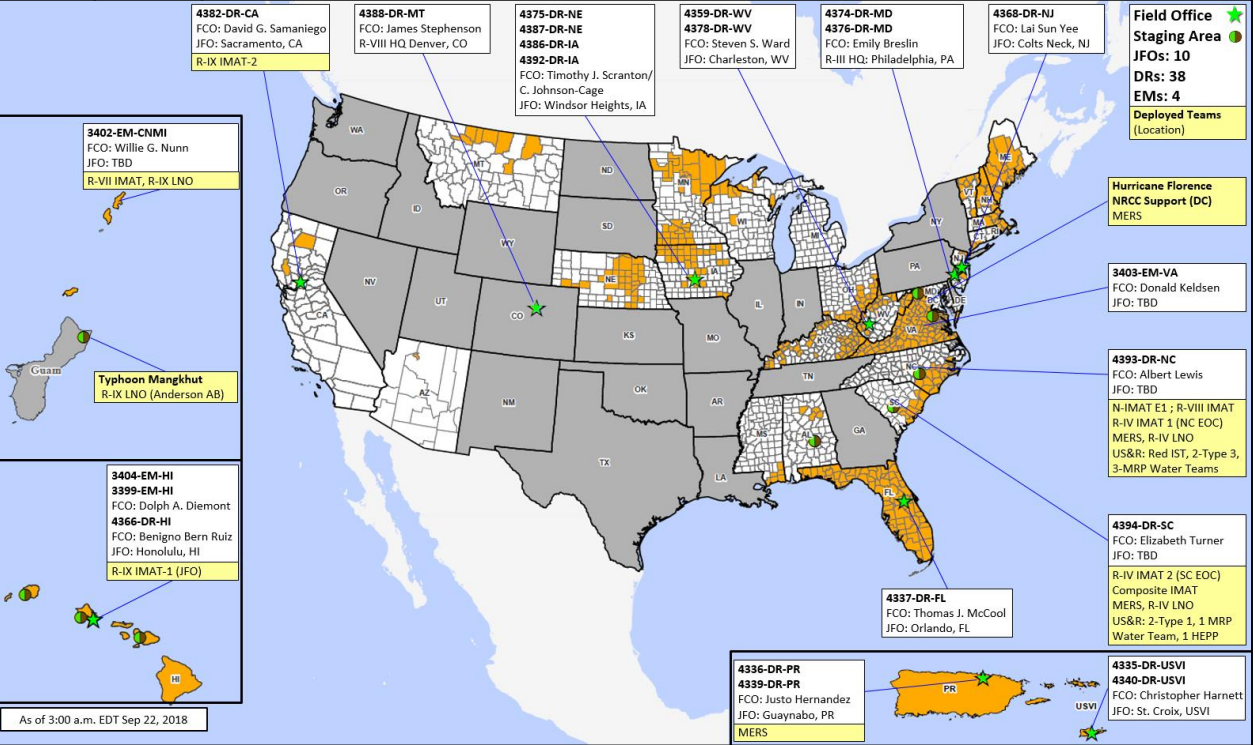 4382-DR-CA
FCO: David G. Samaniego
JFO: Sacramento, CA
R-IX IMAT-2
4388-DR-MT
FCO: James Stephenson
R-VIII HQ Denver, CO
4375-DR-NE
4387-DR-NE
4386-DR-IA
4392-DR-IA
FCO: Timothy J. Scranton/
C. Johnson-Cage
JFO: Windsor Heights, IA
4359-DR-WV
4378-DR-WV
FCO: Steven S. Ward
JFO: Charleston, WV
4374-DR-MD
4376-DR-MD
FCO: Emily Breslin
R-III HQ: Philadelphia, PA
4368-DR-NJ
FCO: Lai Sun Yee
JFO: Colts Neck, NJ
Field Office
Staging Area
JFOs: 10
DRs: 38
EMs: 4
Deployed Teams
(Location)
3402-EM-CNMI
FCO: Willie G. Nunn
JFO: TBD
R-VII IMAT, R-IX LNO
Guam
Typhoon Mangkhut
R-IX LNO (Anderson AB)
3404-EM-HI
3399-EM-HI
FCO: Dolph A. Diemont
4366-DR-HI
FCO: Benigno Bern Ruiz
JFO: Honolulu, HI
R-IX IMAT-1 (JFO)
HI
As of 3:00 a.m. EDT Sep 22, 2018
WA
OR
ID
MT
ND
SD
WY
NV
UT
CO
CA
AZ
NM
NE
KS
OK
TX
MN
IA
MO
AR
LA
WI
IL
IN
MI
OH
KY
TN
MS
AL
GA
FL
SC
NC
VA
WV
MD
DC
DE
PA
NJ
NY
CT
RI
MA
VT
NH
ME
Hurricane Florence
NRCC Support (DC)
MERS
3403-EM-VA
FCO: Donald Keldsen
JFO: TBD
4393-DR-NC
FCO: Albert Lewis
JFO: TBD
N-IMAT E1 ; R-VIII IMAT
R-IV IMAT 1 (NC EOC)
MERS, R-IV LNO
US&R: Red IST, 2-Type 3,
3-MRP Water Teams
4394-DR-SC
FCO: Elizabeth Turner
JFO: TBD
R-IV IMAT 2 (SC EOC)
Composite IMAT
MERS, R-IV LNO
US&R: 2-Type 1, 1 MRP
Water Team, 1 HEPP
4337-DR-FL
FCO: Thomas J. McCool
JFO: Orlando, FL
4336-DR-PR
4339-DR-PR
FCO: Justo Hernandez
JFO: Guaynabo, PR
MERS
PR
USVI
4335-DR-USVI
4340-DR-USVI
FCO: Christopher Harnett
JFO: St. Croix, USVI